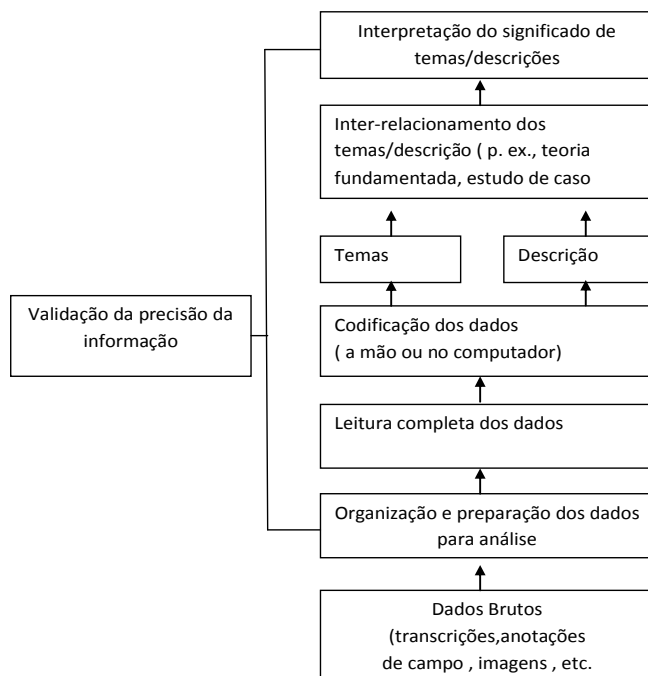 Interpretação do significado de
temas/descrições
Inter-relacionamento dos
temas/descrição ( p. ex., teoria
fundamentada, estudo de caso
Temas
Descrição
Validação da precisão da
informação
Codificação dos dados
( a mão ou no computador)
Leitura completa dos dados
Organização e preparação dos dados
para análise
Dados Brutos
(transcrições,anotações
de campo , imagens , etc.